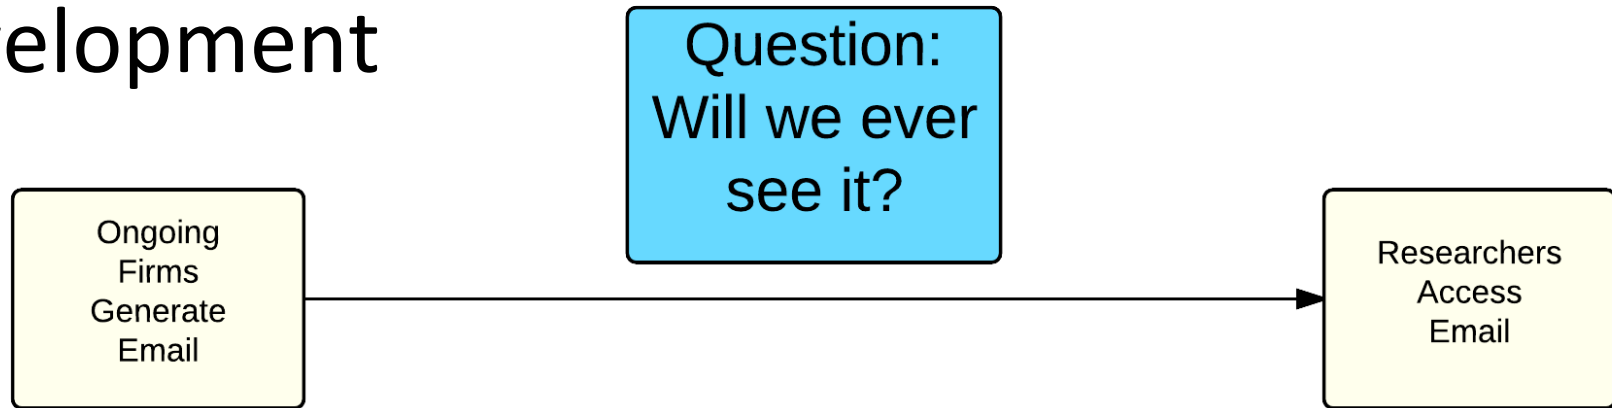 elopment
Question:
Will we ever
see it?
Ongoing
Firms
Generate
Email
Researchers
Access
Email